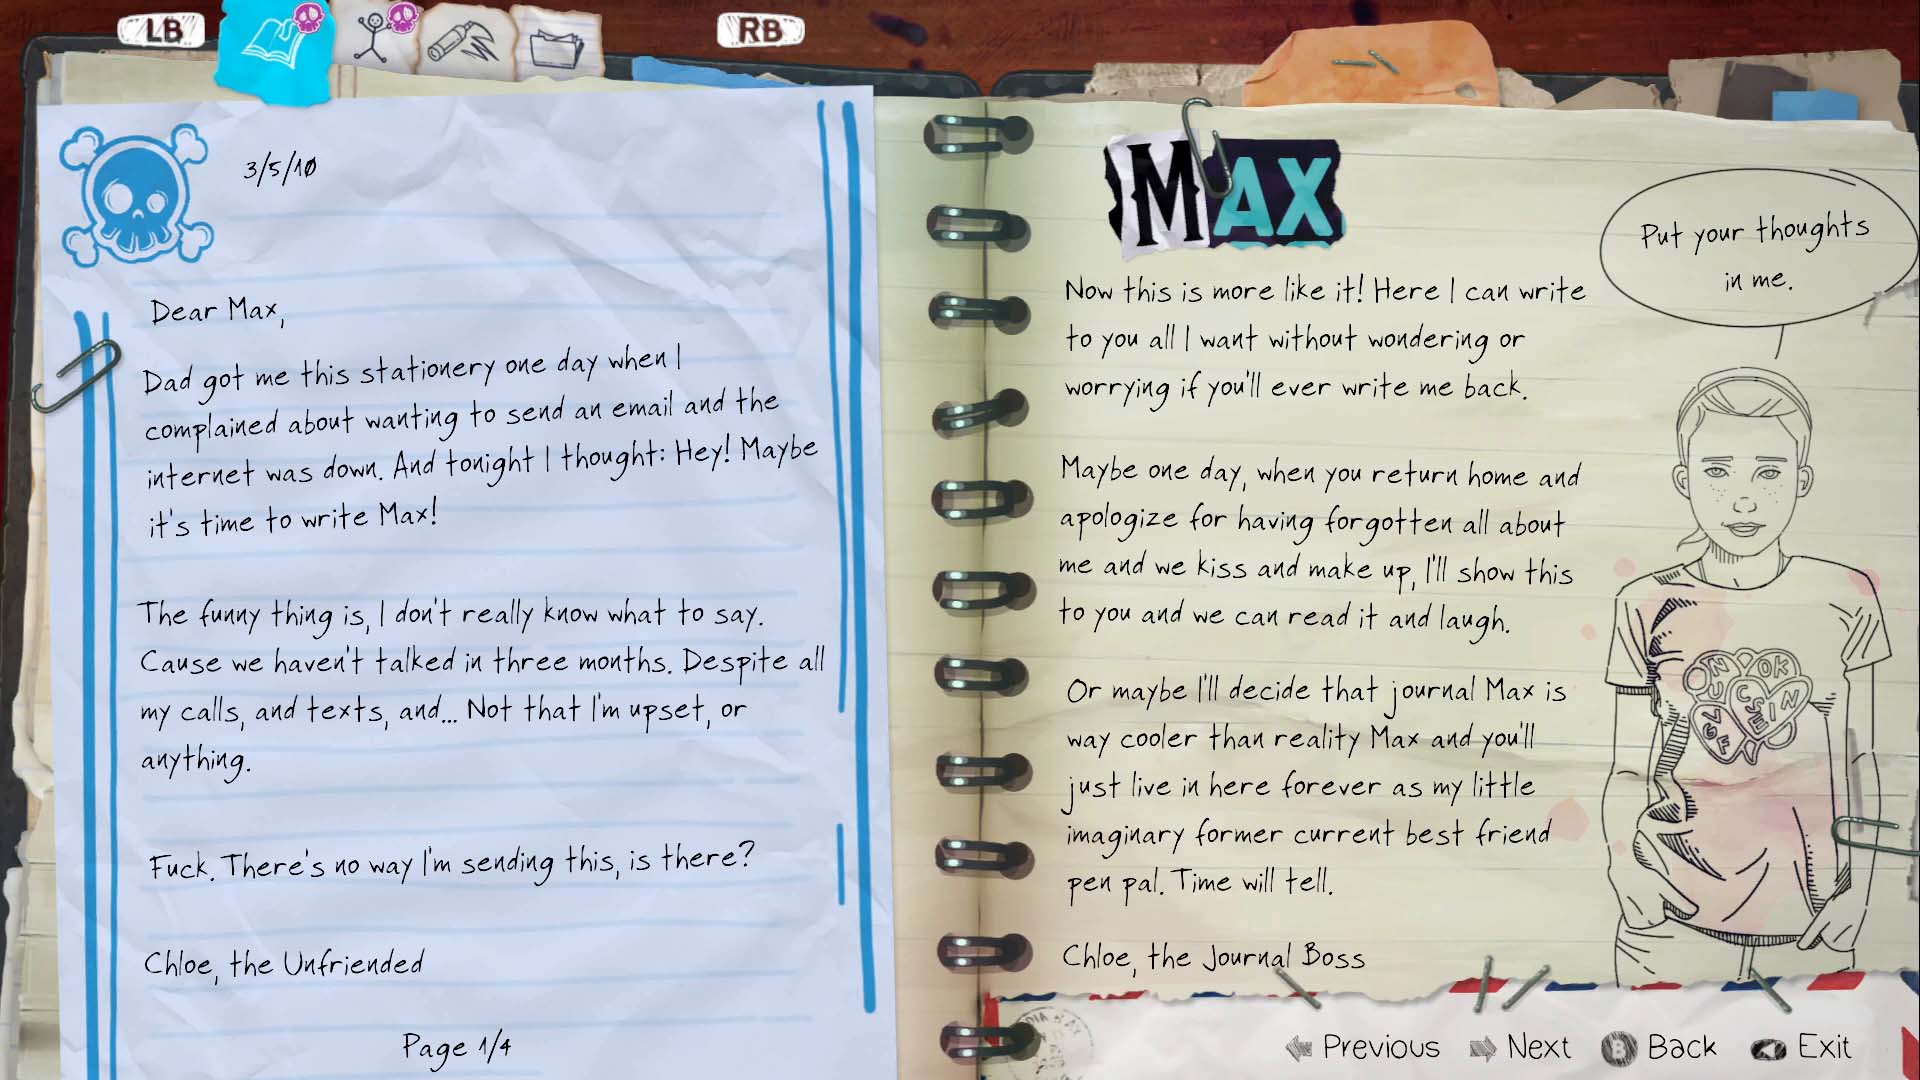 LB
RB
3/5/10
Dear Max,
Dad got me this stationery one day when I
complained about wanting to send an email and the
internet was down. And tonight I thought: Hey! Maybe
it's time to write Max!
The funny thing is, I don't really know what to say.
Cause we haven't talked in three months. Despite all
my calls, and texts, and... Not that I'm upset, or
anything.
Fuck. There's no way I'm sending this, is there?
Chloe, the Unfriended
Page 1/4
MAX
Put your thoughts
in me.
Now this is more like it! Here I can write
to you all I want without wondering or
worrying if you'll ever write me back.
Maybe one day, when you return home and
apologize for having forgotten all about
me and we kiss and make up, I'll show this
to you and we can read it and laugh.
Or maybe I'll decide that journal Max is
way cooler than reality Max and you'll
just live in here forever as my little
imaginary former current best friend
pen pal. Time will tell.
Chloe, the Journal Boss
Previous
Next
B Back
Exit